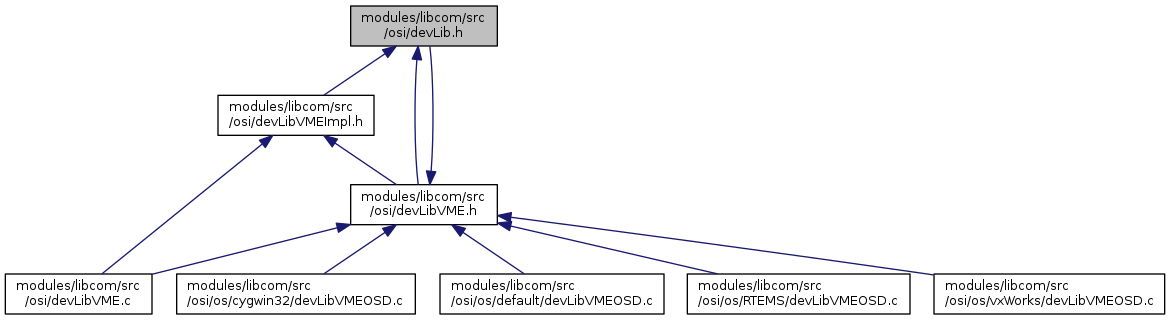 modules/libcom/src
/osi/devLib.h
modules/libcom/src
/osi/devLibVMEImpl.h
modules/libcom/src
/osi/devLibVME.h
modules/libcom/src
/osi/devLibVME.c
modules/libcom/src
/osi/os/cygwin32/devLibVMEOSD.c
modules/libcom/src
/osi/os/default/devLibVMEOSD.c
modules/libcom/src
/osi/os/RTEMS/devLibVMEOSD.c
modules/libcom/src
/osi/os/vxWorks/devLibVMEOSD.c